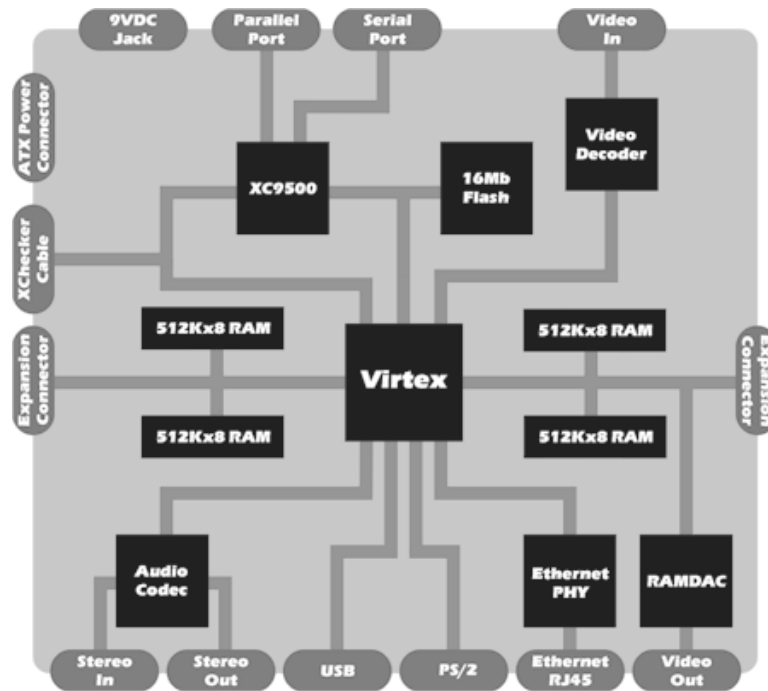 9VDC
Jack
Parallel
Port
Serial
Port
Video
In
ATX Power
Connector
XC9500
16Mb
Flash
Video
Decoder
XChecker
Cable
512Kx8 RAM
512Kx8 RAM
Expansion
Connector
Virtex
Expansion
Connector
512Kx8 RAM
512Kx8 RAM
Audio
Codec
Ethernet
PHY
RAMDAC
Stereo
In
Stereo
Out
USB
PS/2
Ethernet
RJ45
Video
Out